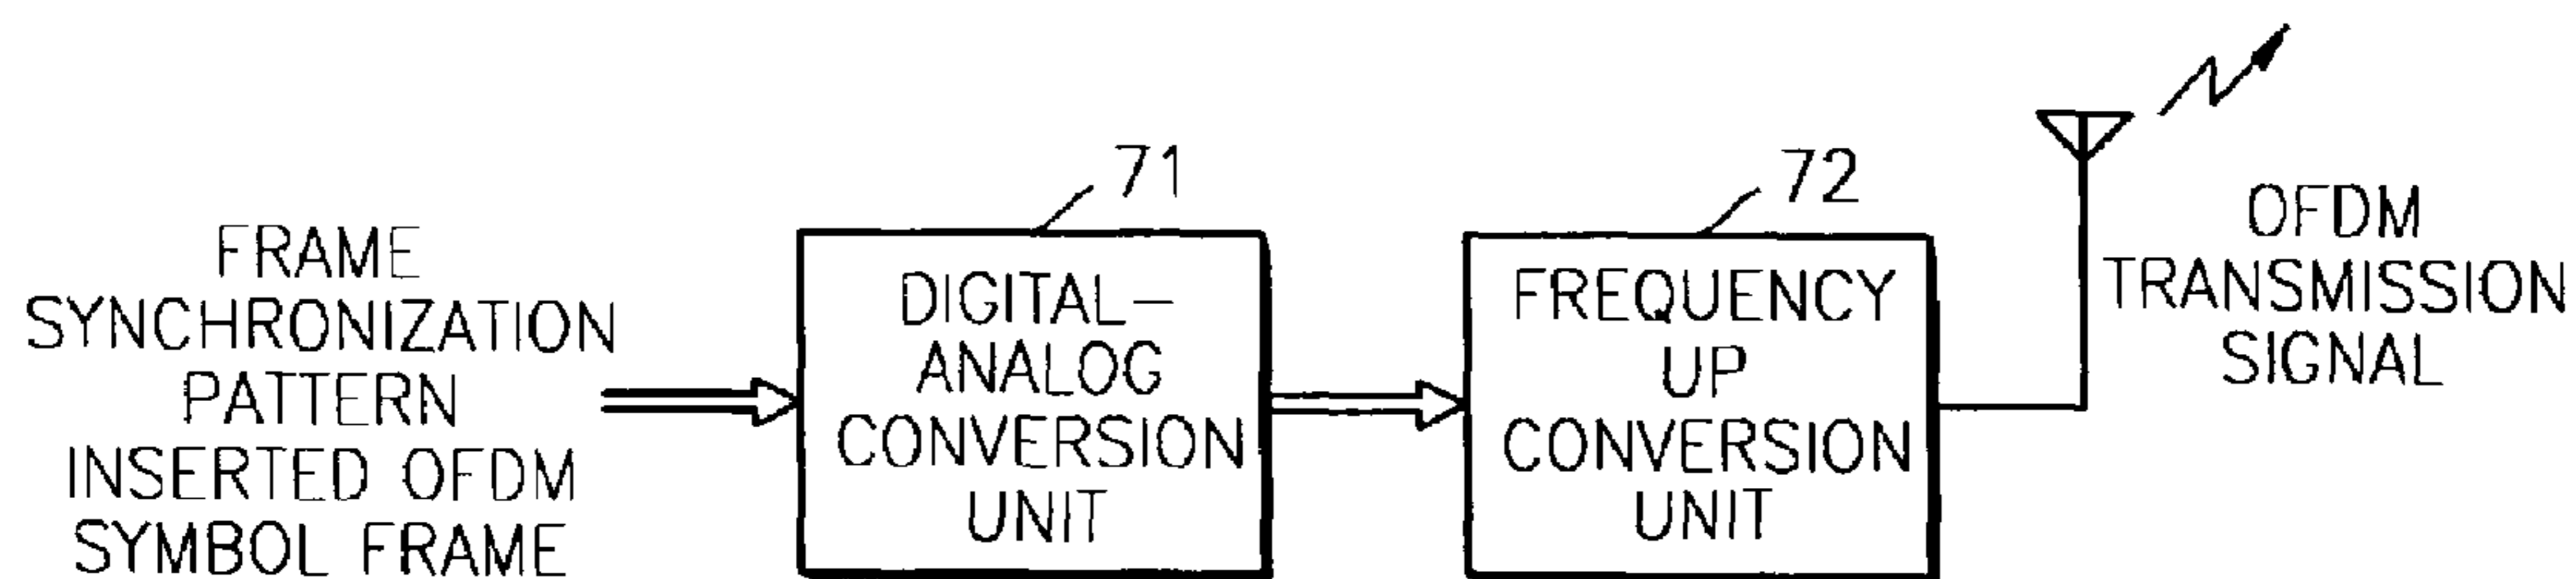 FRAME
SYNCHRONIZATION
PATTERN
INSERTED OFDM
SYMBOL FRAME
71
DIGITAL-
ANALOG
CONVERSION
UNIT
72
FREQUENCY
UP
CONVERSION
UNIT
OFDM
TRANSMISSION
SIGNAL